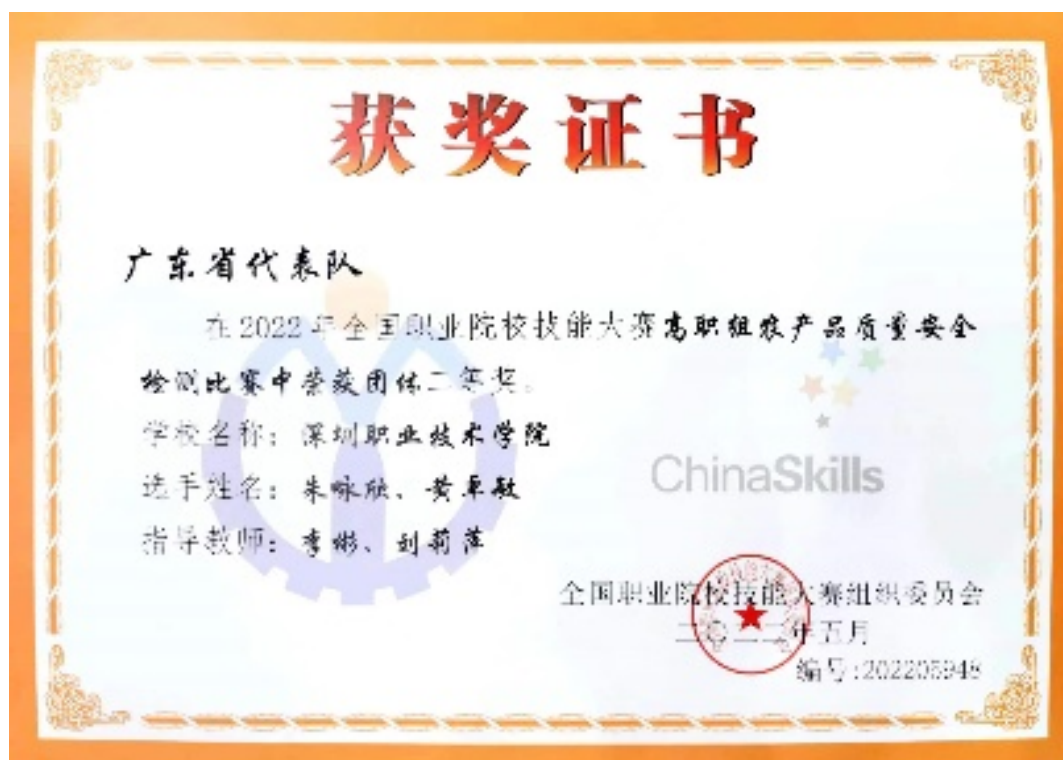 获奖证书
广东省代表队
在2022年全国职业院校技能大赛高职组农产品质量安全
检测比赛中荣获团体二等奖。
学校名称：深圳职业技术学院
选手姓名：朱咏欣、黄卓敏
指导教师：李彬、刘莉萍
ChinaSkills
全国职业院校技能大赛组织委员会
二〇二二年五月
编号:202205948